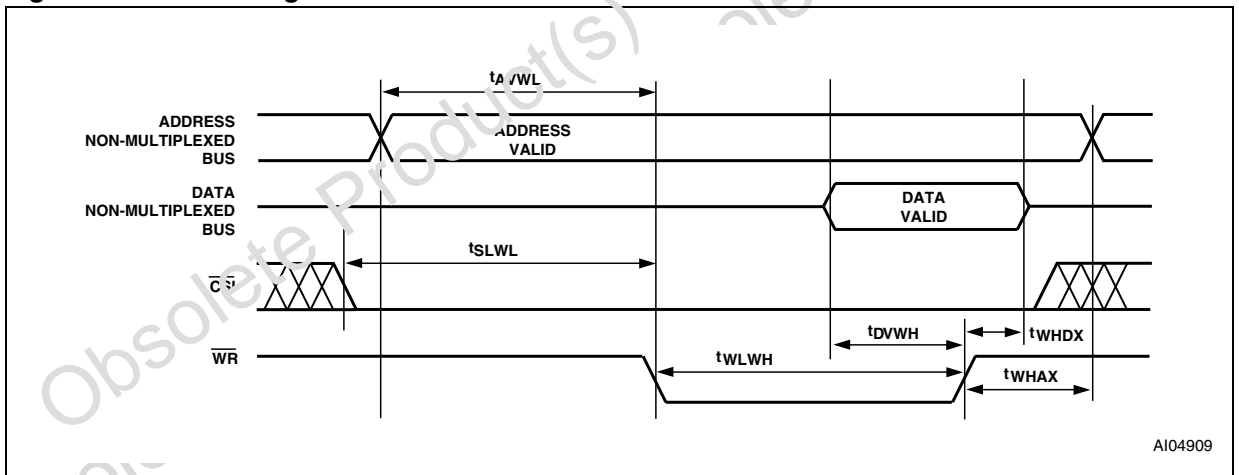 tAVWL
ADDRESS
NON-MULTIPLEXED
BUS
ADDRESS
VALID
DATA
NON-MULTIPLEXED
BUS
DATA
VALID
tSLWL
CSI
tDVWH
tWHDX
WR
tWLWH
tWHAX
AI04909
Obsolete Product(s)